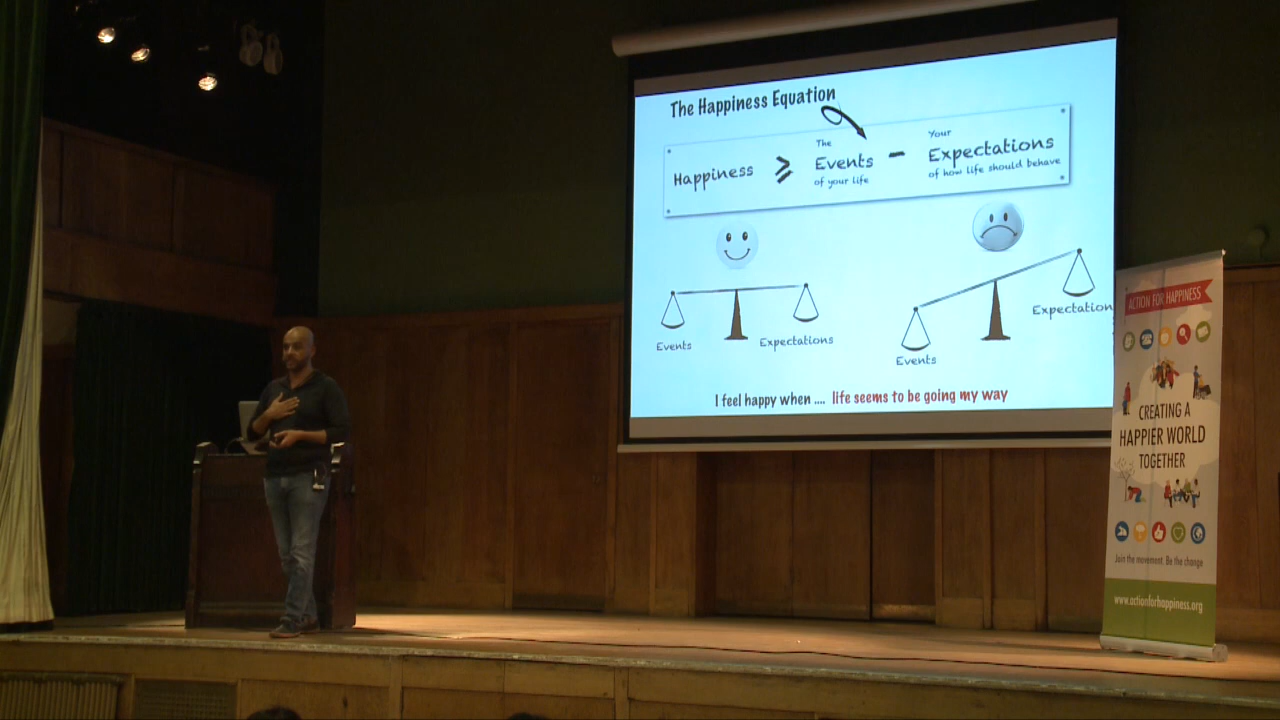 The Happiness Equation
Happiness ≥ The Events of your life - Your Expectations of how life should behave
Events
Expectations
Events
Expectation
I feel happy when .... life seems to be going my way
ACTION FOR HAPPINESS
CREATING A
HAPPIER WORLD
TOGETHER
Join the movement. Be the change
www.actionforhappiness.org